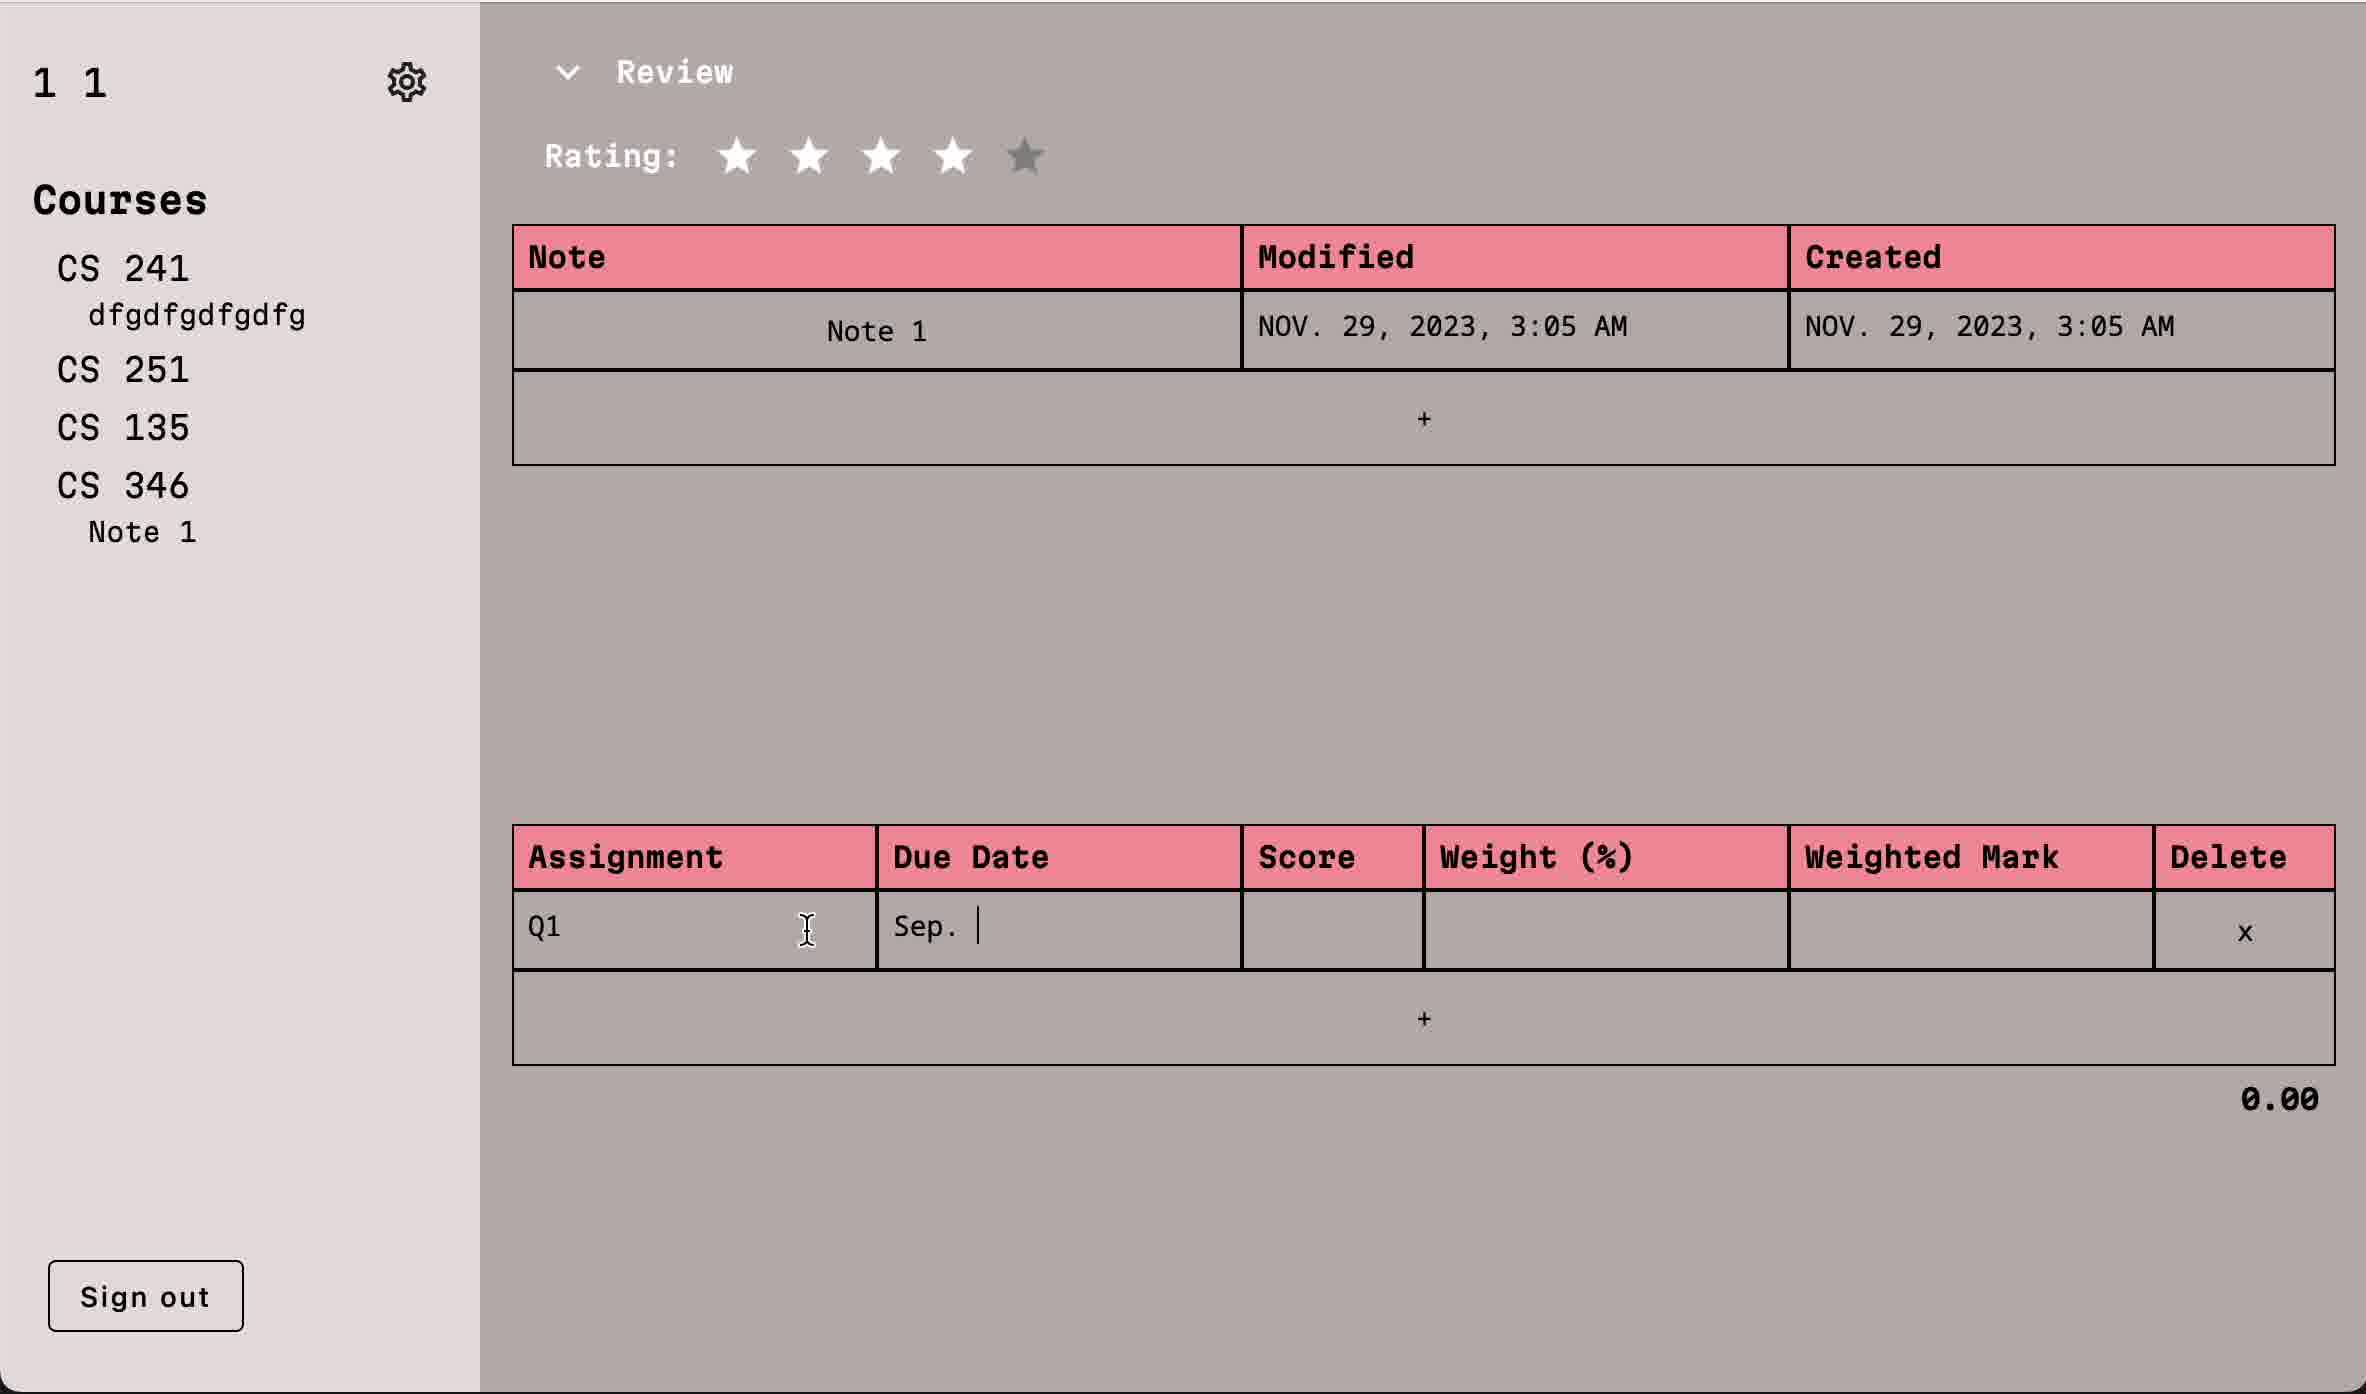 1 1
Courses
CS 241
dfgdfgdfgdfg
CS 251
CS 135
CS 346
Note 1
Sign out
Review
Rating:
Note Modified Created
Note 1 NOV. 29, 2023, 3:05 AM NOV. 29, 2023, 3:05 AM
+
Assignment Due Date Score Weight (%) Weighted Mark Delete
Q1 Sep. x
+
0.00